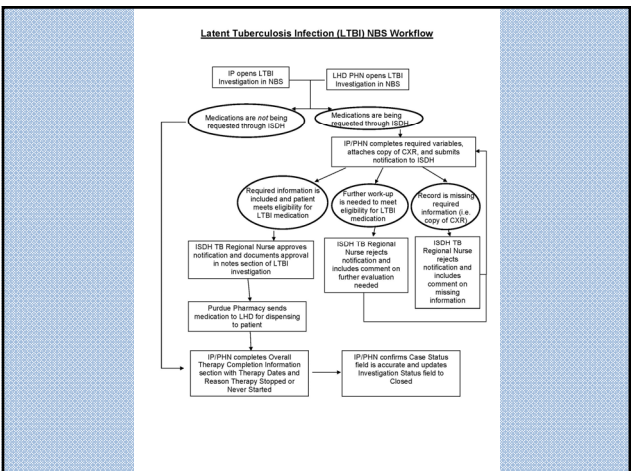 Latent Tuberculosis Infection (LTBI) NBS Workflow
IP opens LTBI
Investigation in NBS
LHD PHN opens LTBI
Investigation in NBS
Medications are not being
requested through ISDH
Medications are being
requested through ISDH
IP/PHN completes required variables,
attaches copy of CXR, and submits
notification to ISDH
Required information is
included and patient
meets eligibility for
LTBI medication
Further work-up
is needed to meet
eligibility for LTBI
medication
Record is missing
required
information (i.e.
copy of CXR)
ISDH TB Regional Nurse approves
notification and documents approval
in notes section of LTBI
investigation
ISDH TB Regional
Nurse rejects
notification and
includes comment on
further evaluation
needed
ISDH TB
Regional Nurse
rejects
notification and
includes
comment on
missing
information
Purdue Pharmacy sends
medication to LHD for dispensing
to patient
IP/PHN completes Overall
Therapy Completion Information
section with Therapy Dates and
Reason Therapy Stopped or
Never Started
IP/PHN confirms Case Status
field is accurate and updates
Investigation Status field to
Closed